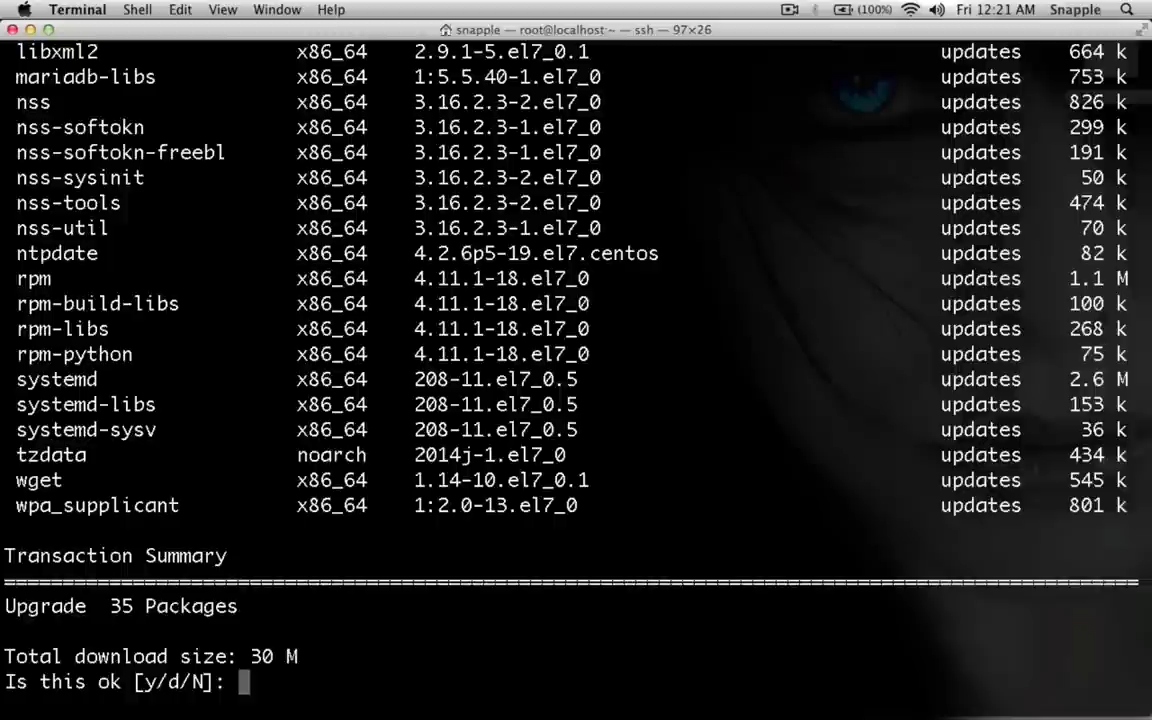 Terminal Shell Edit View Window Help (100%) Fri 12:21 AM Snapple
snapple — root@localhost:~ — ssh — 97×26
libxml2 x86_64 2.9.1-5.el7_0.1 updates 664 k
mariadb-libs x86_64 1:5.5.40-1.el7_0 updates 753 k
nss x86_64 3.16.2.3-2.el7_0 updates 826 k
nss-softokn x86_64 3.16.2.3-1.el7_0 updates 299 k
nss-softokn-freebl x86_64 3.16.2.3-1.el7_0 updates 191 k
nss-sysinit x86_64 3.16.2.3-2.el7_0 updates 50 k
nss-tools x86_64 3.16.2.3-2.el7_0 updates 474 k
nss-util x86_64 3.16.2.3-1.el7_0 updates 70 k
ntpdate x86_64 4.2.6p5-19.el7.centos updates 82 k
rpm x86_64 4.11.1-18.el7_0 updates 1.1 M
rpm-build-libs x86_64 4.11.1-18.el7_0 updates 100 k
rpm-libs x86_64 4.11.1-18.el7_0 updates 268 k
rpm-python x86_64 4.11.1-18.el7_0 updates 75 k
systemd x86_64 208-11.el7_0.5 updates 2.6 M
systemd-libs x86_64 208-11.el7_0.5 updates 153 k
systemd-sysv x86_64 208-11.el7_0.5 updates 36 k
tzdata noarch 2014j-1.el7_0 updates 434 k
wget x86_64 1.14-10.el7_0.1 updates 545 k
wpa_supplicant x86_64 1:2.0-13.el7_0 updates 801 k
Transaction Summary
=================================================================================================
Upgrade 35 Packages
Total download size: 30 M
Is this ok [y/d/N]: